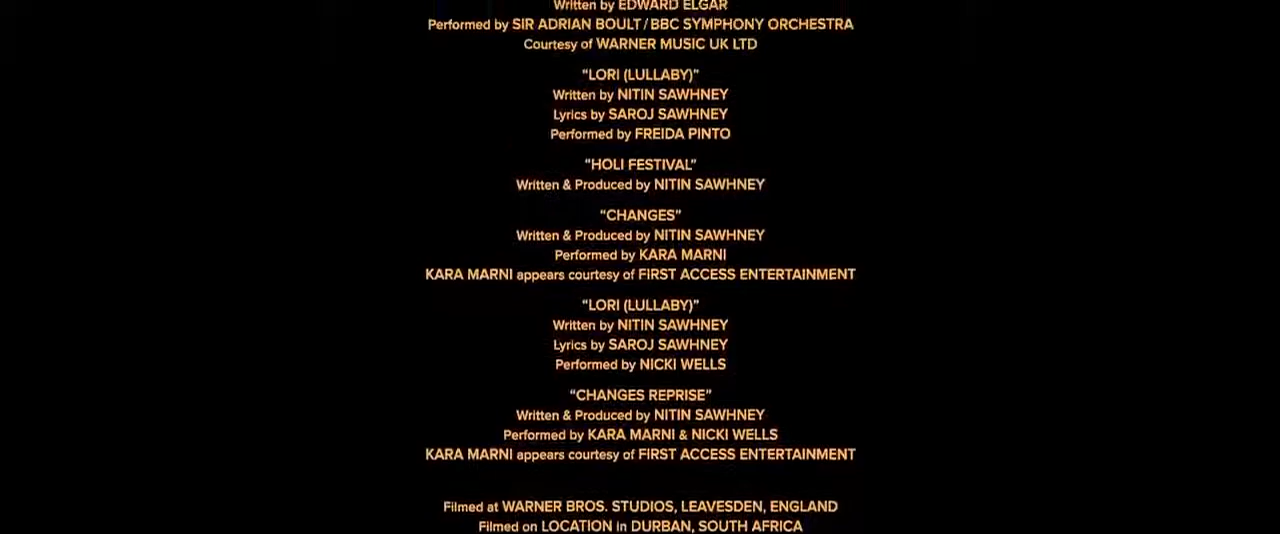 Written by EDWARD ELGAR
Performed by SIR ADRIAN BOULT / BBC SYMPHONY ORCHESTRA
Courtesy of WARNER MUSIC UK LTD
“LORI (LULLABY)”
Written by NITIN SAWHNEY
Lyrics by SAROJ SAWHNEY
Performed by FREIDA PINTO
“HOLI FESTIVAL”
Written & Produced by NITIN SAWHNEY
“CHANGES”
Written & Produced by NITIN SAWHNEY
Performed by KARA MARNI
KARA MARNI appears courtesy of FIRST ACCESS ENTERTAINMENT
“LORI (LULLABY)”
Written by NITIN SAWHNEY
Lyrics by SAROJ SAWHNEY
Performed by NICKI WELLS
“CHANGES REPRISE”
Written & Produced by NITIN SAWHNEY
Performed by KARA MARNI & NICKI WELLS
KARA MARNI appears courtesy of FIRST ACCESS ENTERTAINMENT
Filmed at WARNER BROS. STUDIOS, LEAVESDEN, ENGLAND
Filmed on LOCATION in DURBAN, SOUTH AFRICA